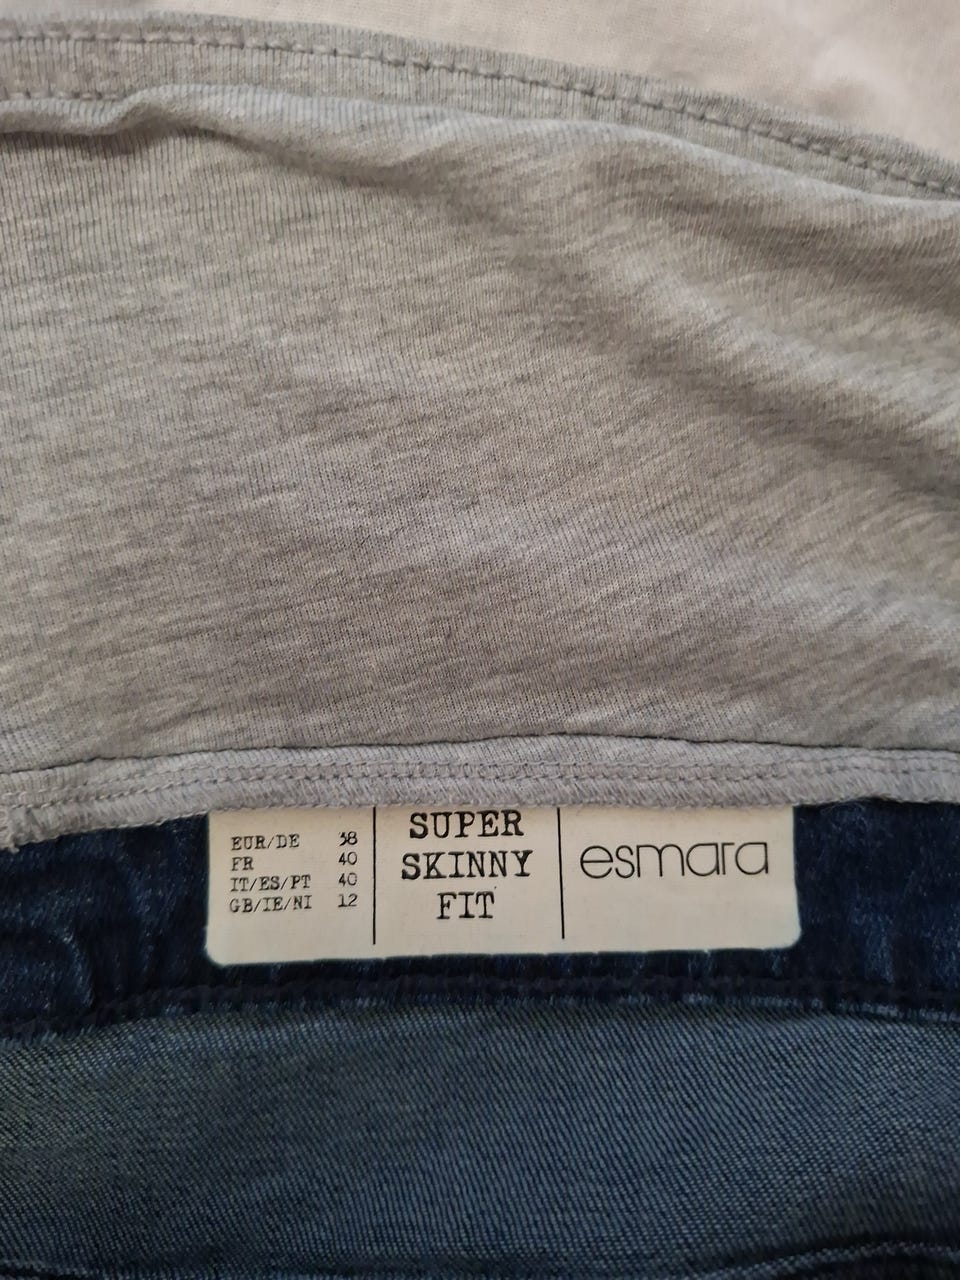 EUR/DE 38
FR 40
IT/ES/PT 40
GB/IE/NI 12
SUPER
SKINNY
FIT
esmara